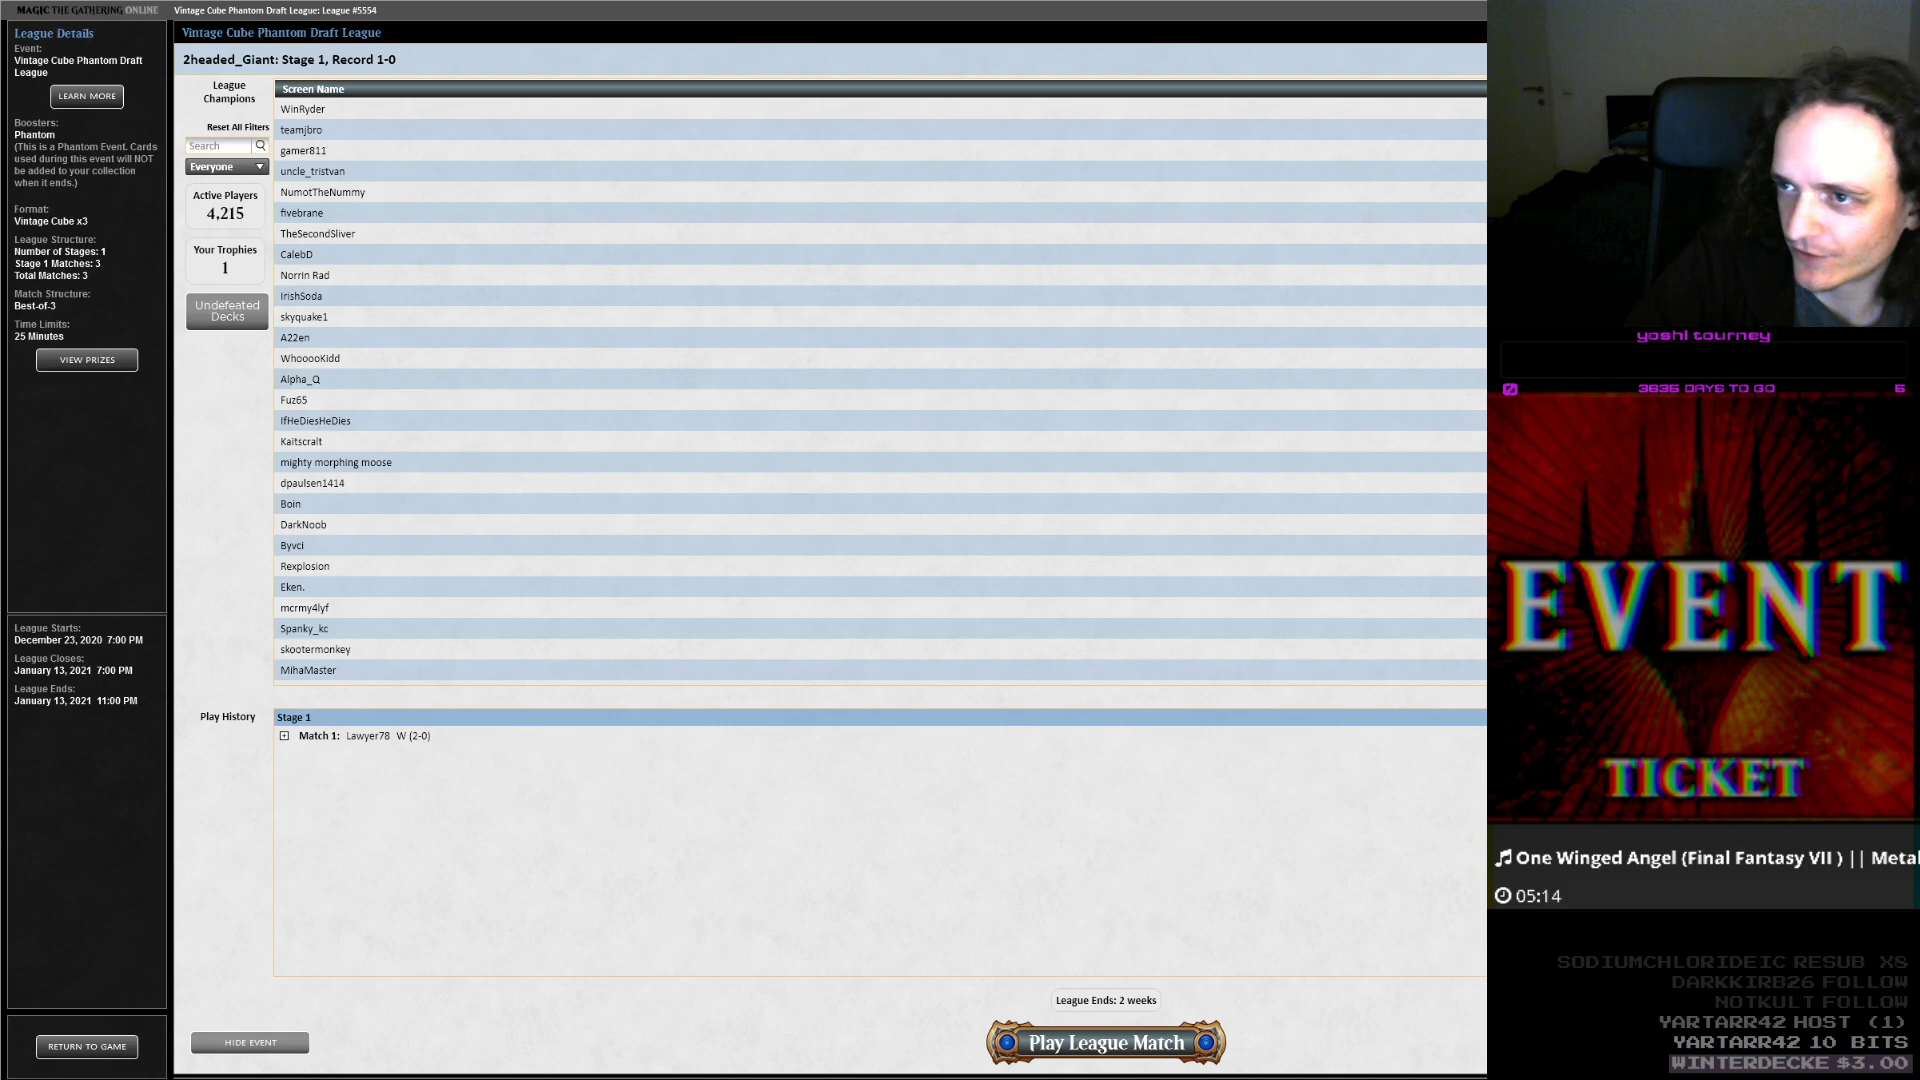 MAGIC THE GATHERING ONLINE
Vintage Cube Phantom Draft League: League #5554
League Details
Event:
Vintage Cube Phantom Draft
League
LEARN MORE
Boosters:
Phantom
(This is a Phantom Event. Cards
used during this event will NOT
be added to your collection
when it ends.)
Format:
Vintage Cube x3
League Structure:
Number of Stages: 1
Stage 1 Matches: 3
Total Matches: 3
Match Structure:
Best-of-3
Time Limits:
25 Minutes
VIEW PRIZES
League Starts:
December 23, 2020 7:00 PM
League Closes:
January 13, 2021 7:00 PM
League Ends:
January 13, 2021 11:00 PM
RETURN TO GAME
Vintage Cube Phantom Draft League
2headed_Giant: Stage 1, Record 1-0
League
Champions
Reset All Filters
Search
Everyone
Active Players
4,215
Your Trophies
1
Undefeated
Decks
Screen Name
WinRyder
teamjbro
gamer811
uncle_tristvan
NumotTheNummy
fivebrane
TheSecondSliver
CalebD
Norrin Rad
IrishSoda
skyquake1
A22en
WhooooKidd
Alpha_Q
Fuz65
IfHeDiesHeDies
Kaitscralt
mighty morphing moose
dpaulsen1414
Boin
DarkNoob
Byvci
Rexplosion
Eken.
mcrmy4lyf
Spanky_kc
skootermonkey
MihaMaster
Play History
Stage 1
Match 1: Lawyer78 W (2-0)
League Ends: 2 weeks
HIDE EVENT
Play League Match
yoshi tourney
0 3635 DAYS TO GO 5
EVENT
TICKET
One Winged Angel (Final Fantasy VII ) || Metal
05:14
SODIUMCHLORIDEIC RESUB X8
DARKKIRB26 FOLLOW
NOTKULT FOLLOW
YARTARR42 HOST (1)
YARTARR42 10 BITS
WINTERDECKE $3.00